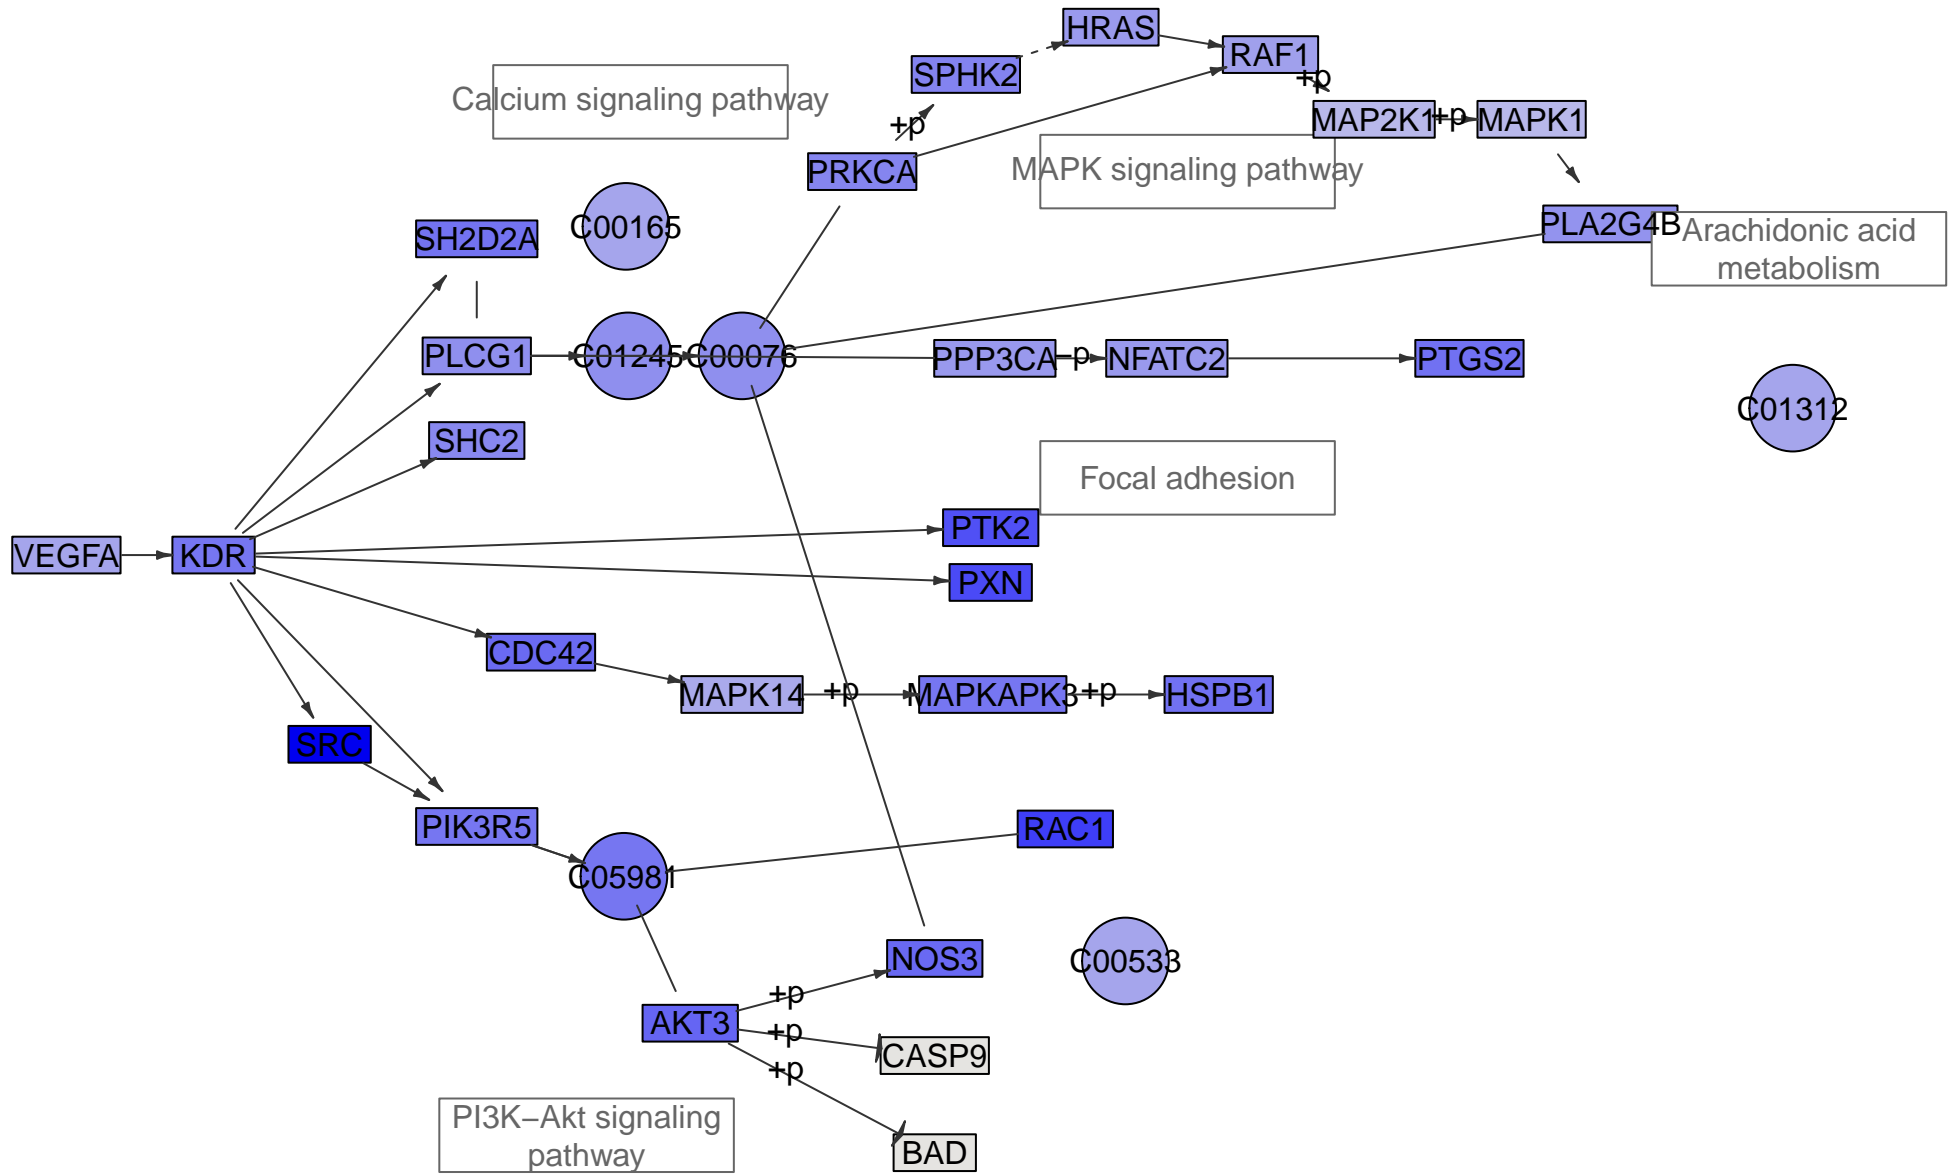 HRAS
RAF1
SPHK2
+p
Calcium signaling pathway
MAP2K1
+p
MAPK1
+p
PRKCA
MAPK signaling pathway
C00165
SH2D2A
PLA2G4B
Arachidonic acid
metabolism
PLCG1
C01245
C00076
PPP3CA
−p
NFATC2
PTGS2
C01312
SHC2
Focal adhesion
PTK2
VEGFA
KDR
PXN
CDC42
MAPK14
+p
MAPKAPK3
+p
HSPB1
SRC
PIK3R5
RAC1
C05981
NOS3
C00533
+p
AKT3
+p
CASP9
+p
PI3K−Akt signaling
pathway
BAD